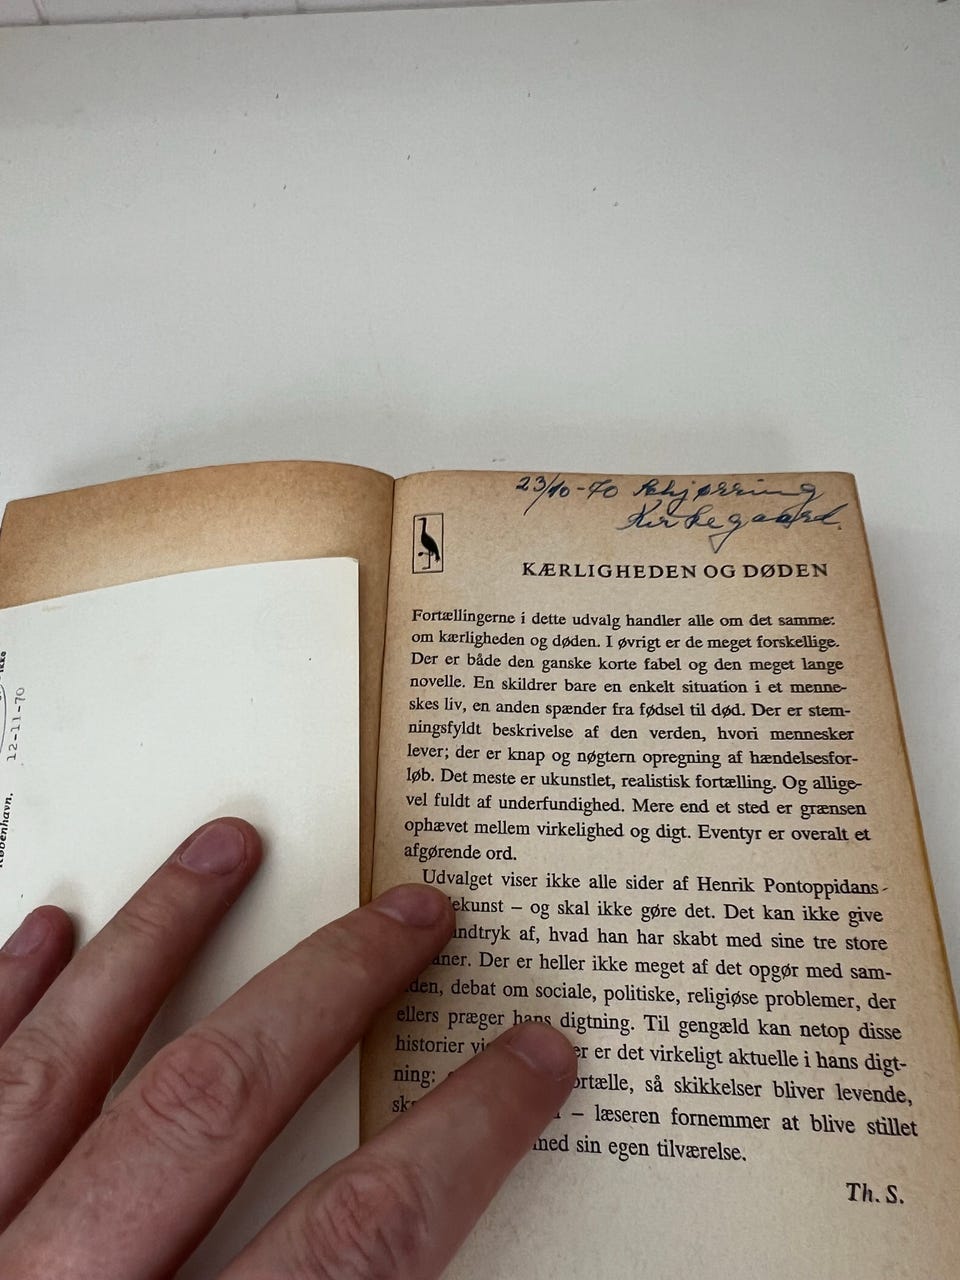 ikke
12-11-70
København.
23/10-70 Schjørring
Kirkegaard.
KÆRLIGHEDEN OG DØDEN
Fortællingerne i dette udvalg handler alle om det samme:
om kærligheden og døden. I øvrigt er de meget forskellige.
Der er både den ganske korte fabel og den meget lange
novelle. En skildrer bare en enkelt situation i et menne-
skes liv, en anden spænder fra fødsel til død. Der er stem-
ningsfyldt beskrivelse af den verden, hvori mennesker
lever; der er knap og nøgtern opregning af hændelsesfor-
løb. Det meste er ukunstlet, realistisk fortælling. Og allige-
vel fuldt af underfundighed. Mere end et sted er grænsen
ophævet mellem virkelighed og digt. Eventyr er overalt et
afgørende ord.
Udvalget viser ikke alle sider af Henrik Pontoppidans
lekunst – og skal ikke gøre det. Det kan ikke give
indtryk af, hvad han har skabt med sine tre store
aner. Der er heller ikke meget af det opgør med sam-
den, debat om sociale, politiske, religiøse problemer, der
ellers præger hans digtning. Til gengæld kan netop disse
historier er det virkeligt aktuelle i hans digt-
ning: ortælle, så skikkelser bliver levende,
– læseren fornemmer at blive stillet
med sin egen tilværelse.
Th. S.